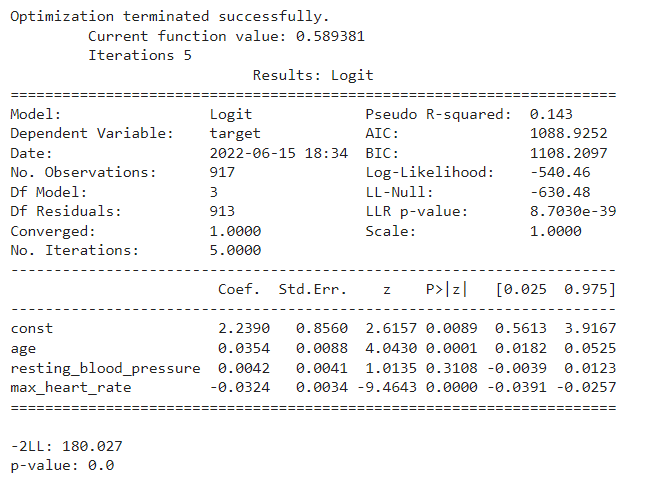 Optimization terminated successfully.
         Current function value: 0.589381
         Iterations 5
                           Results: Logit
======================================================================
Model:                 Logit             Pseudo R-squared:  0.143
Dependent Variable:    target            AIC:               1088.9252
Date:                  2022-06-15 18:34  BIC:               1108.2097
No. Observations:      917               Log-Likelihood:    -540.46
Df Model:              3                 LL-Null:           -630.48
Df Residuals:          913               LLR p-value:       8.7030e-39
Converged:             1.0000            Scale:             1.0000
No. Iterations:        5.0000
----------------------------------------------------------------------
                        Coef.  Std.Err.    z    P>|z|   [0.025  0.975]
----------------------------------------------------------------------
const                   2.2390   0.8560  2.6157 0.0089  0.5613  3.9167
age                     0.0354   0.0088  4.0430 0.0001  0.0182  0.0525
resting_blood_pressure  0.0042   0.0041  1.0135 0.3108 -0.0039  0.0123
max_heart_rate         -0.0324   0.0034 -9.4643 0.0000 -0.0391 -0.0257
======================================================================
-2LL: 180.027
p-value: 0.0